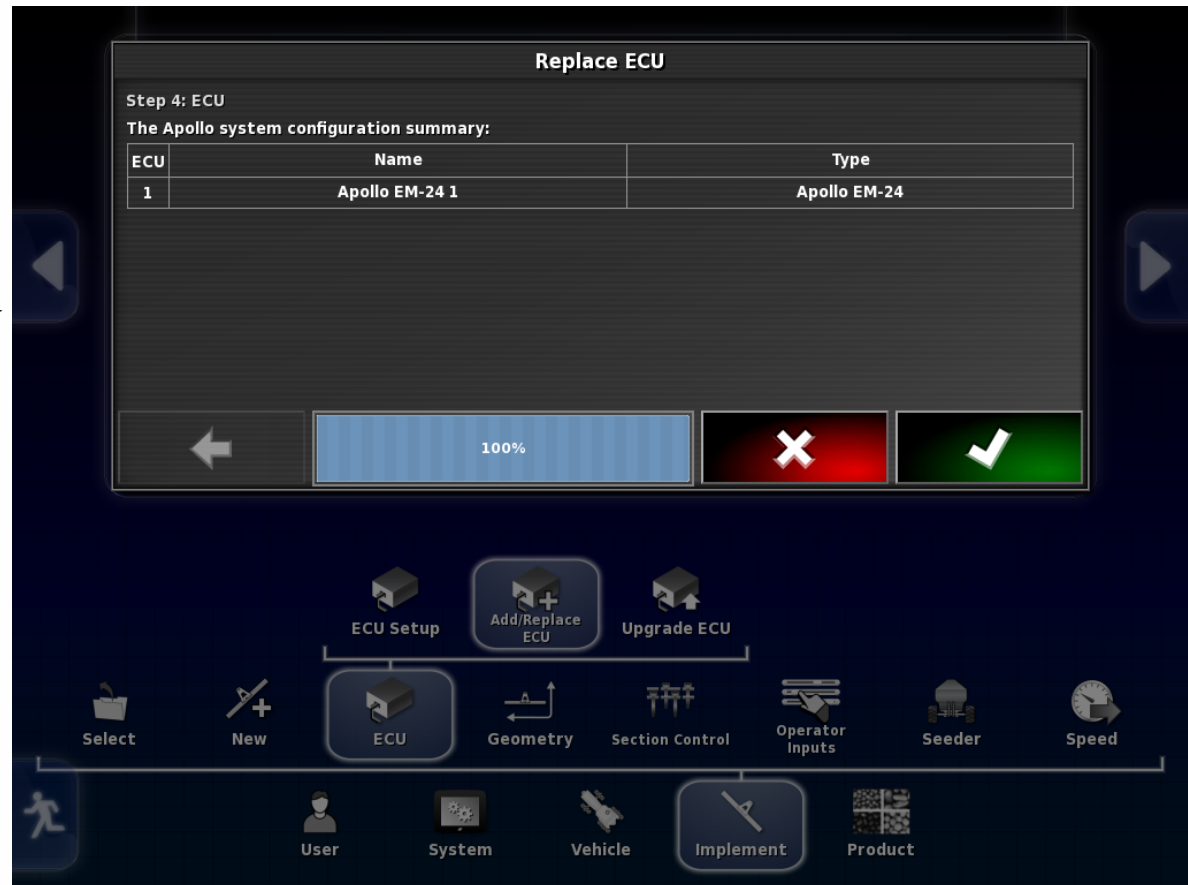 Replace ECU
Step 4: ECU
The Apollo system configuration summary:
ECU Name Type
1 Apollo EM-24 1 Apollo EM-24
100%
ECU Setup
Add/Replace
ECU
Upgrade ECU
Select
New
ECU
Geometry
Section Control
Operator
Inputs
Seeder
Speed
User
System
Vehicle
Implement
Product